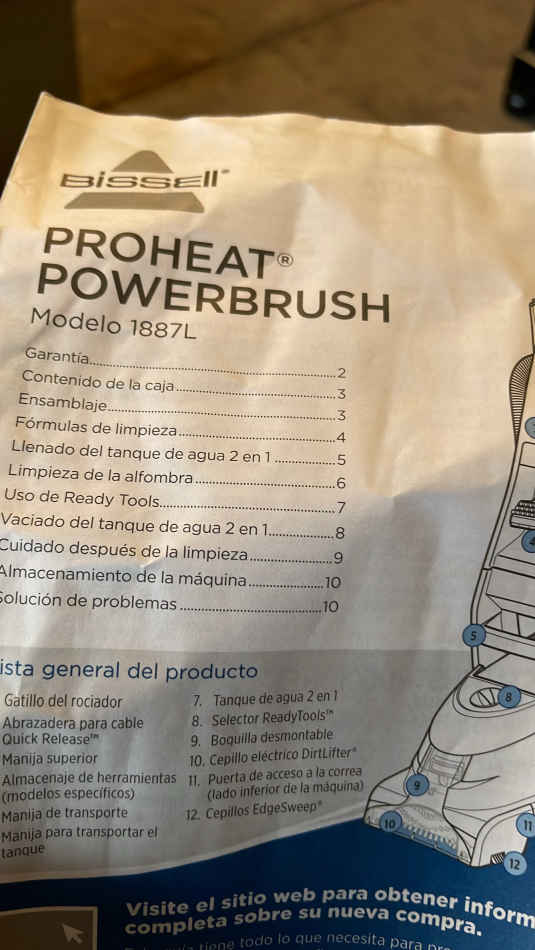 BISSELL®
PROHEAT®
POWERBRUSH
Modelo 1887L
Garantía 2
Contenido de la caja 3
Ensamblaje 3
Fórmulas de limpieza 4
Llenado del tanque de agua 2 en 1 5
Limpieza de la alfombra 6
Uso de Ready Tools 7
Vaciado del tanque de agua 2 en 1 8
Cuidado después de la limpieza 9
Almacenamiento de la máquina 10
Solución de problemas 10
ista general del producto
Gatillo del rociador
Abrazadera para cable
Quick Release™
Manija superior
Almacenaje de herramientas
(modelos específicos)
Manija de transporte
Manija para transportar el
tanque
7. Tanque de agua 2 en 1
8. Selector ReadyTools™
9. Boquilla desmontable
10. Cepillo eléctrico DirtLifter®
11. Puerta de acceso a la correa
(lado inferior de la máquina)
12. Cepillos EdgeSweep®
4
5
8
9
10
11
12
Visite el sitio web para obtener inform
completa sobre su nueva compra.
tiene todo lo que necesita para